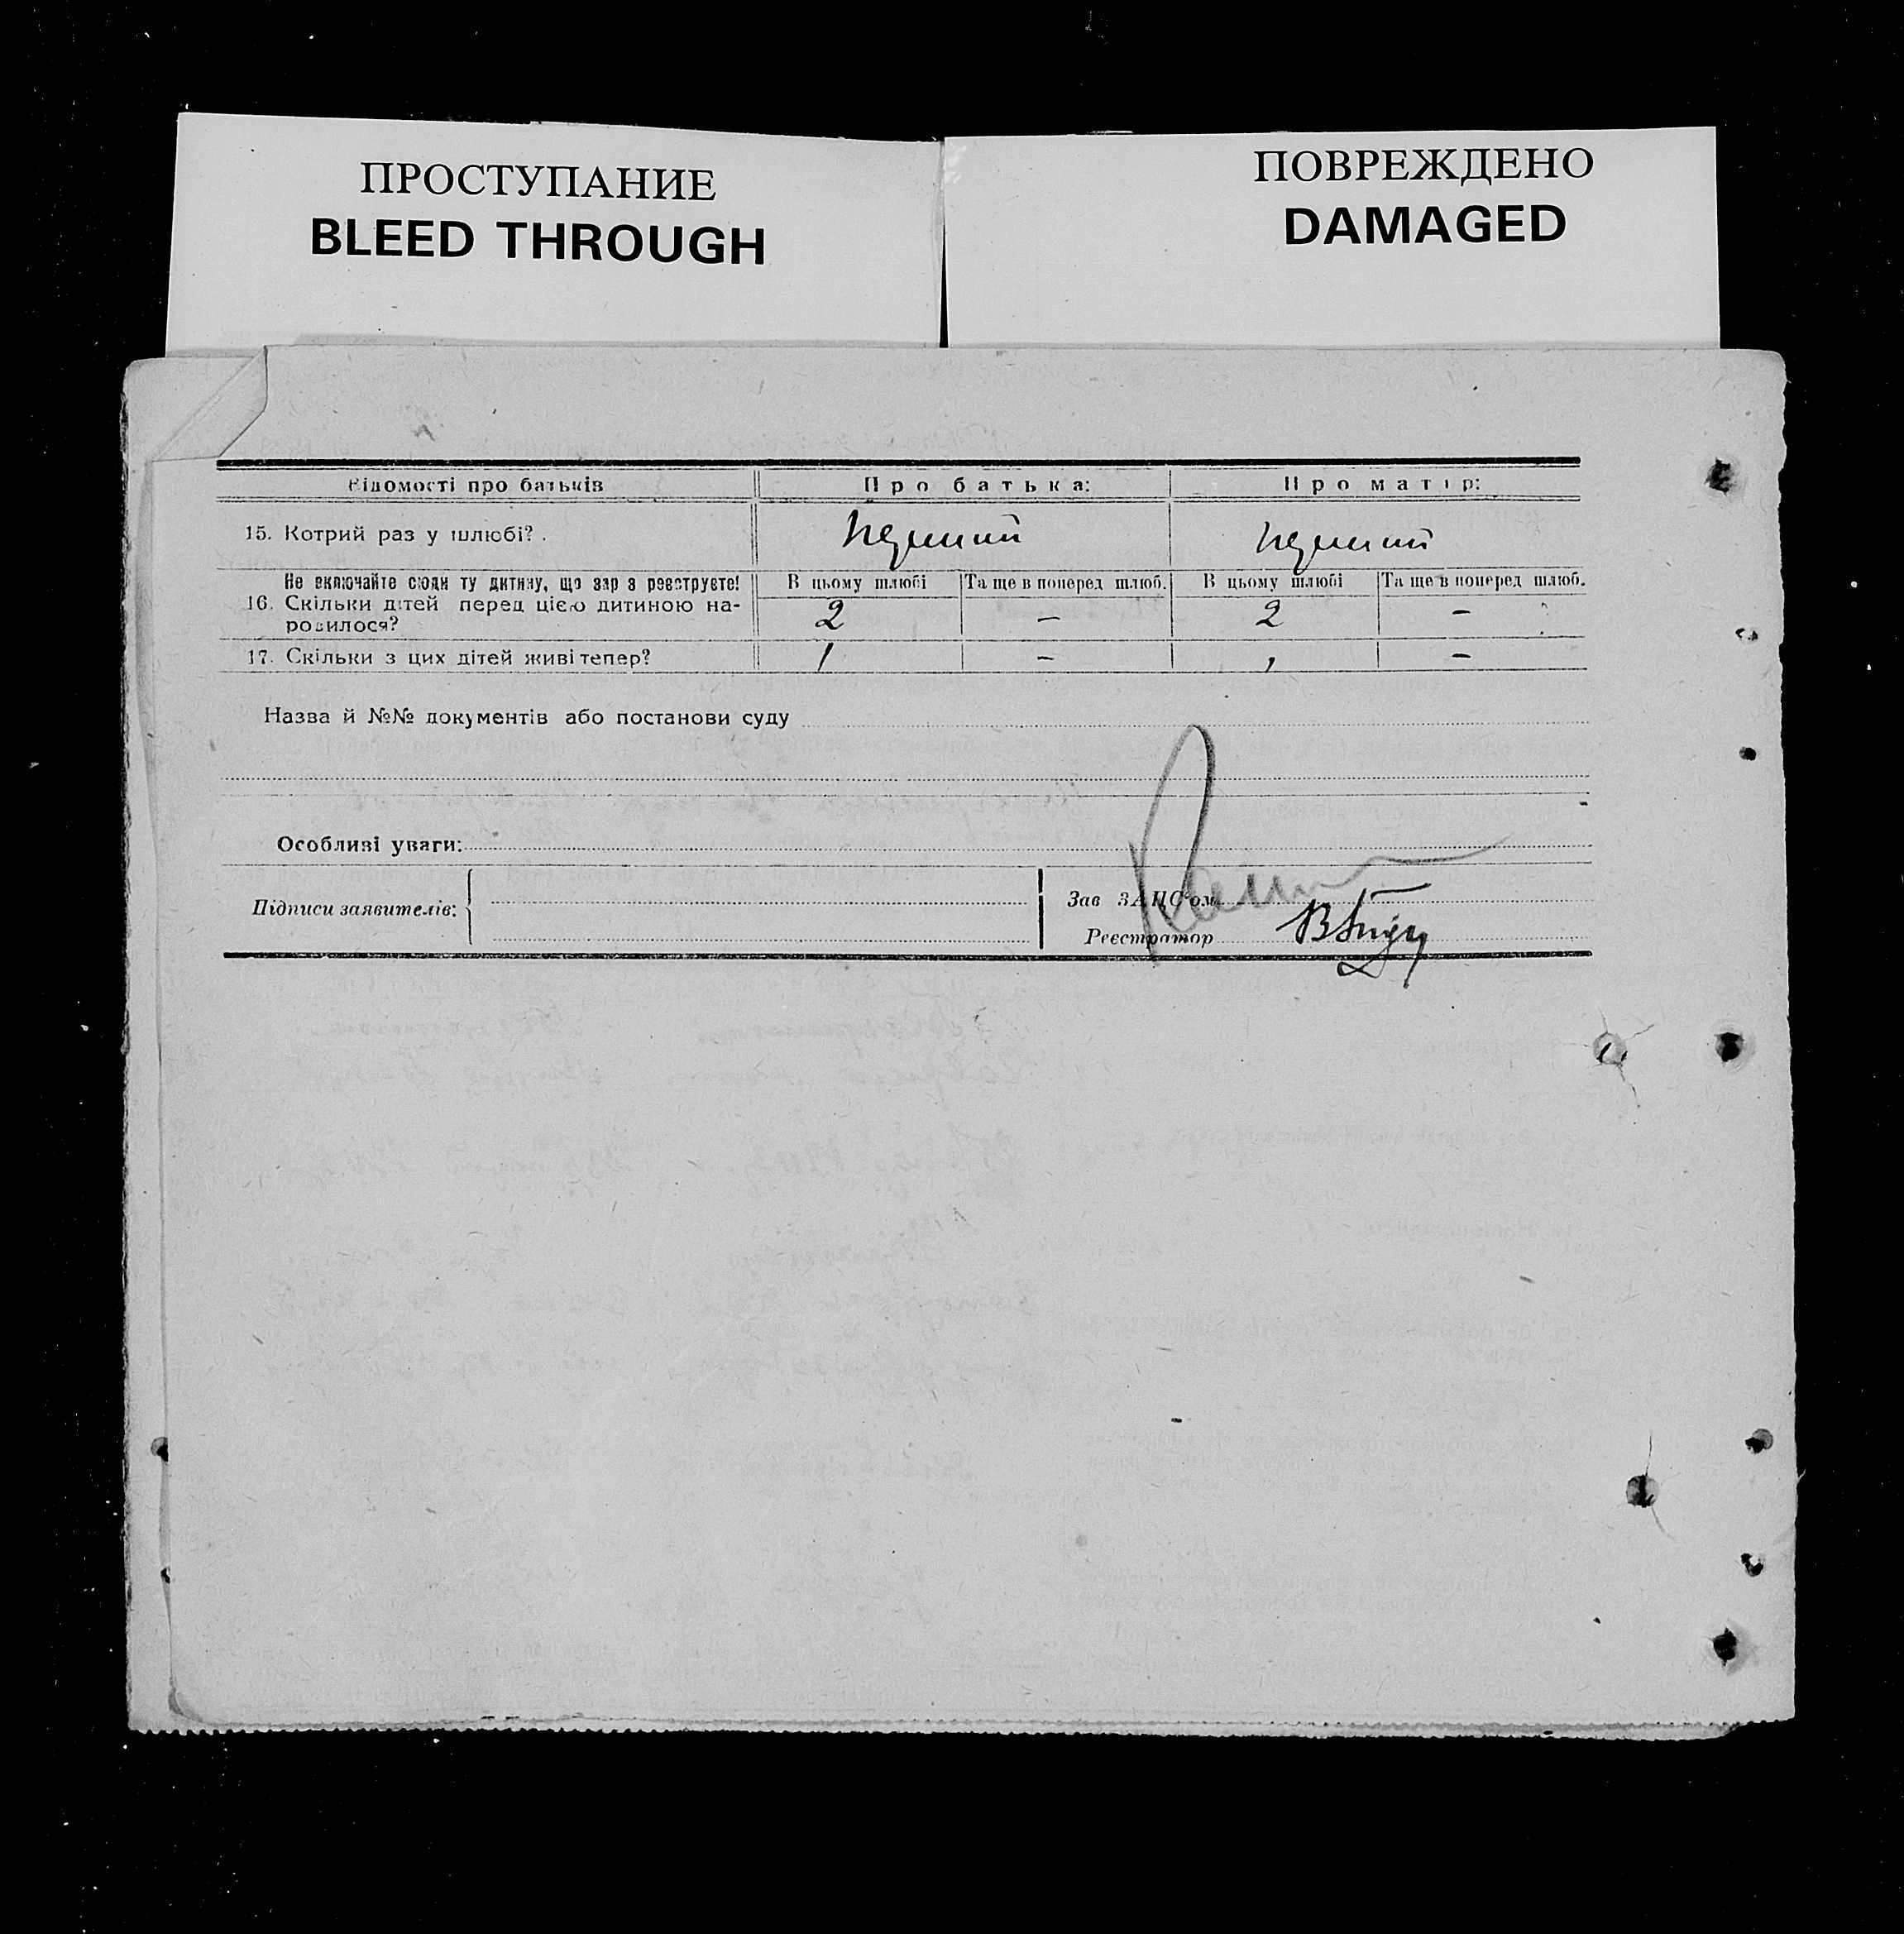 ПРОСТУПАНИЕ
BLEED THROUGH
ПОВРЕЖДЕНО
DAMAGED
Відомості про батьків
Про батька:
Про матір:
15. Котрий раз у шлюбі? .
перший
перший
Не включайте сюди ту дитину, що зар з реєструєте!
В цьому шлюбі
Та ще в поперед шлюб.
В цьому шлюбі
Та ще в поперед шлюб.
16. Скільки дітей перед цією дитиною на-
родилося?
2
–
2
–
17. Скільки з цих дітей живі тепер?
1
–
–
Назва й №№ документів або постанови суду
Особливі уваги:
Підписи заявителів:
Зав ЗАЦС'ом
Реєстратор